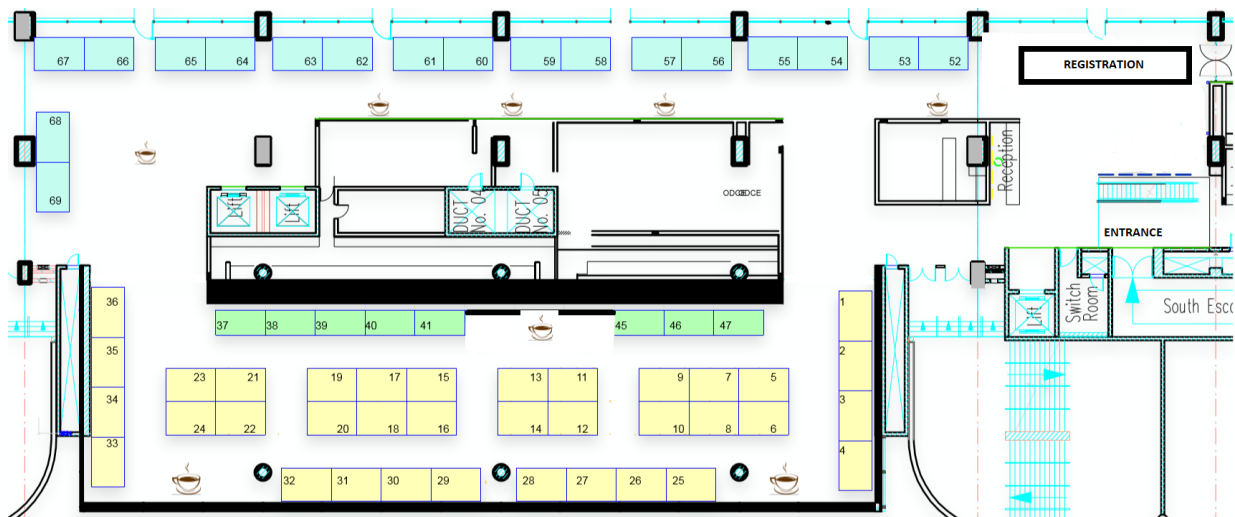 67 66 65 64 63 62 61 60 59 58 57 56 55 54 53 52
REGISTRATION
68
69
Reception
Lift
Lift
DUCT
No. 04
DUCT
No. 05
ENTRANCE
36
35
34
33
37 38 39 40 41
45 46 47
1
2
3
4
Lift
Switch
Room
South Esc
23 21 19 17 15 13 11 9 7 5
24 22 20 18 16 14 12 10 8 6
32 31 30 29 28 27 26 25